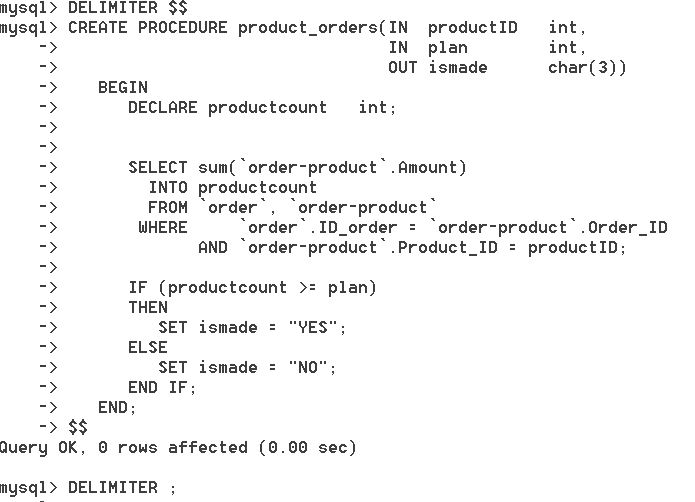 mysql> DELIMITER $$
mysql> CREATE PROCEDURE product_orders(IN  productID   int,
    ->                                 IN  plan        int,
    ->                                 OUT ismade      char(3))
    ->    BEGIN
    ->       DECLARE productcount   int;
    ->
    ->
    ->       SELECT sum(`order-product`.Amount)
    ->         INTO productcount
    ->         FROM `order`, `order-product`
    ->        WHERE     `order`.ID_order = `order-product`.Order_ID
    ->              AND `order-product`.Product_ID = productID;
    ->
    ->       IF (productcount >= plan)
    ->       THEN
    ->          SET ismade = "YES";
    ->       ELSE
    ->          SET ismade = "NO";
    ->       END IF;
    ->    END;
    -> $$
Query OK, 0 rows affected (0.00 sec)

mysql> DELIMITER ;